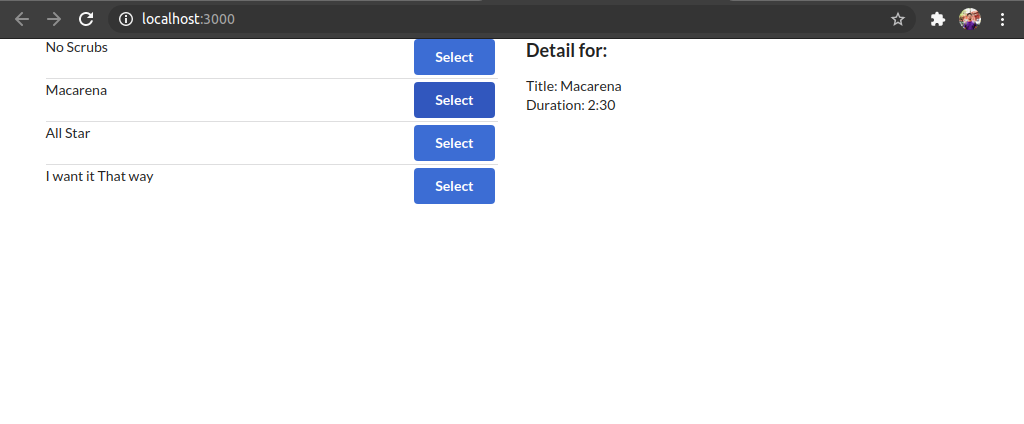 localhost:3000
No Scrubs
Select
Macarena
Select
All Star
Select
I want it That way
Select
Detail for:
Title: Macarena
Duration: 2:30